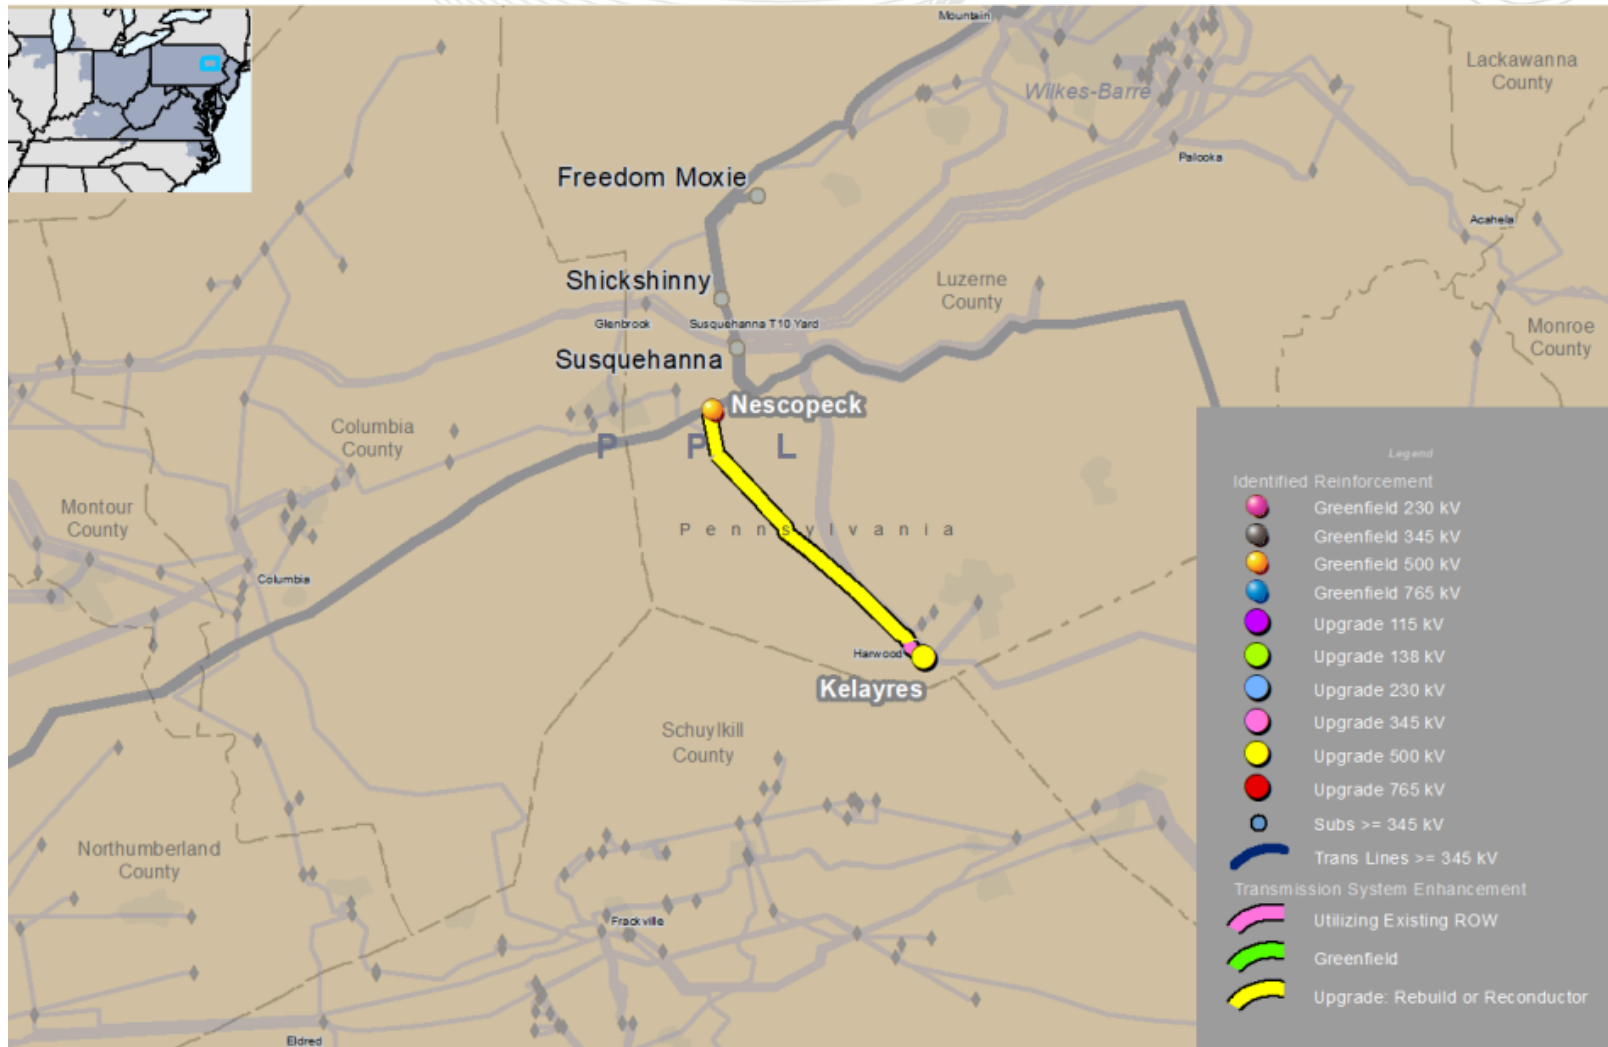 Mountain
Wilkes-Barre
Lackawanna
County
Palooka
Freedom Moxie
Acahela
Shickshinny
Luzerne
County
Glenbrook
Susquehanna T10 Yard
Monroe
County
Susquehanna
Nescopeck
Columbia
County
P P L
Montour
County
Pennsylvania
Columbia
Harwood
Kelayres
Schuylkill
County
Northumberland
County
Frackville
Eldred
Legend
Identified Reinforcement
Greenfield 230 kV
Greenfield 345 kV
Greenfield 500 kV
Greenfield 765 kV
Upgrade 115 kV
Upgrade 138 kV
Upgrade 230 kV
Upgrade 345 kV
Upgrade 500 kV
Upgrade 765 kV
Subs >= 345 kV
Trans Lines >= 345 kV
Transmission System Enhancement
Utilizing Existing ROW
Greenfield
Upgrade: Rebuild or Reconductor